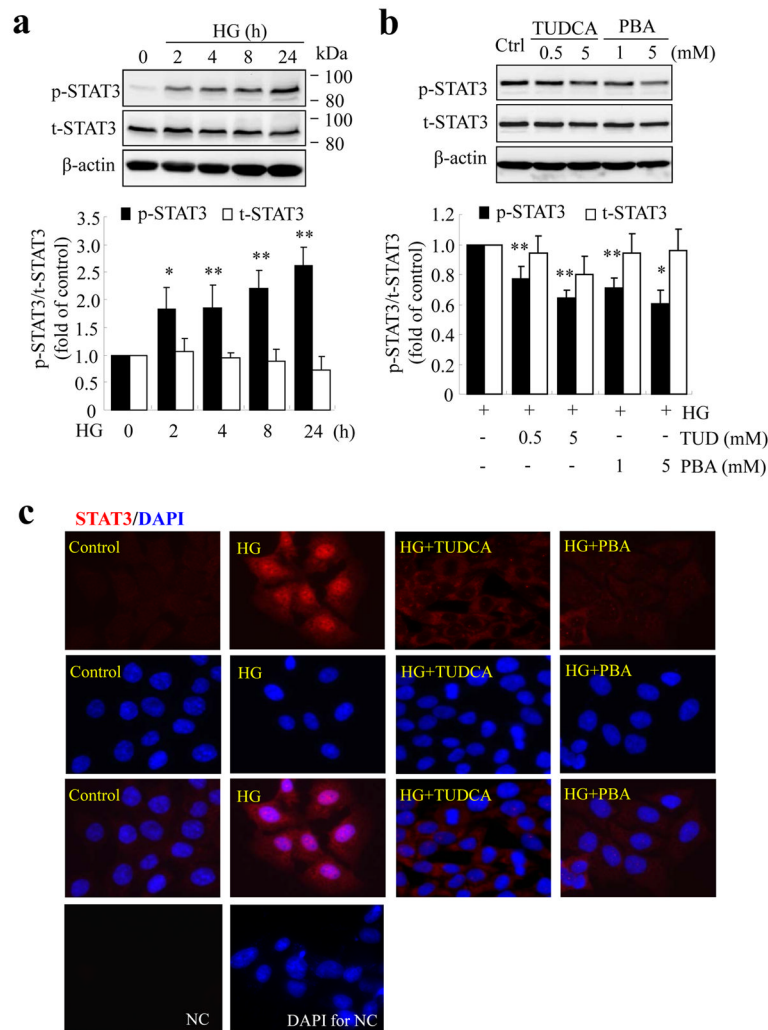 a
HG (h)
0 2 4 8 24 kDa
p-STAT3
100
80
t-STAT3
100
80
β-actin
p-STAT3 t-STAT3
p-STAT3/t-STAT3
(fold of control)
3.5
3.0
2.5
2.0
1.5
1.0
0.5
0
* ** ** **
HG 0 2 4 8 24 (h)
b
TUDCA PBA
Ctrl 0.5 5 1 5 (mM)
p-STAT3
t-STAT3
β-actin
p-STAT3 t-STAT3
p-STAT3/t-STAT3
(fold of control)
1.2
1.0
0.8
0.6
0.4
0.2
0
** ** ** *
+ + + + + HG
- 0.5 5 - - TUD (mM)
- - - 1 5 PBA (mM)
c
STAT3/DAPI
Control HG HG+TUDCA HG+PBA
Control HG HG+TUDCA HG+PBA
Control HG HG+TUDCA HG+PBA
NC DAPI for NC